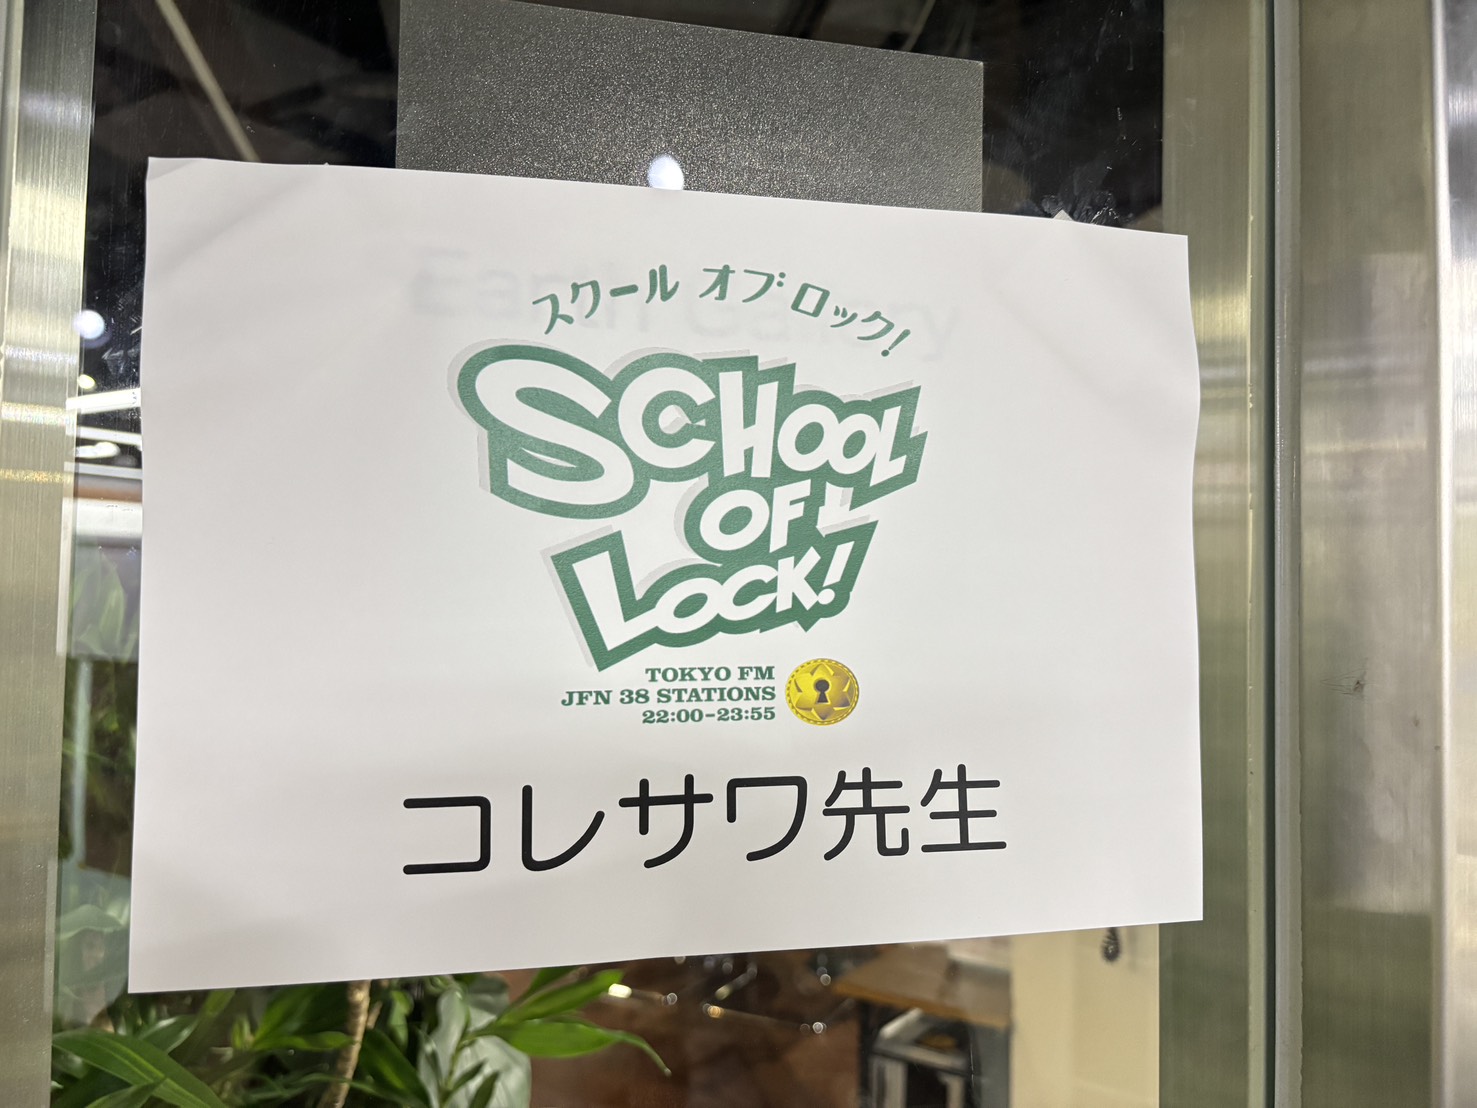 スクール オブ ロック!
SCHOOL
OF
LOCK!
TOKYO FM
JFN 38 STATIONS
22:00-23:55
コレサワ先生